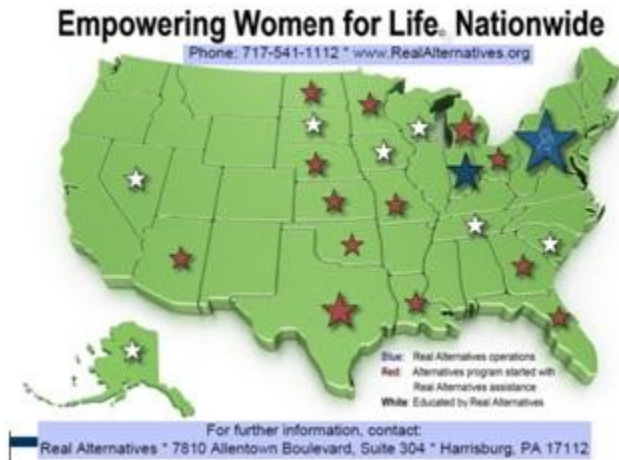 Empowering Women for Life® Nationwide
Phone: 717-541-1112 * www.RealAlternatives.org
Blue: Real Alternatives operations
Red: Alternatives program started with
Real Alternatives assistance
White: Educated by Real Alternatives
For further information, contact:
Real Alternatives * 7810 Allentown Boulevard, Suite 304 * Harrisburg, PA 17112